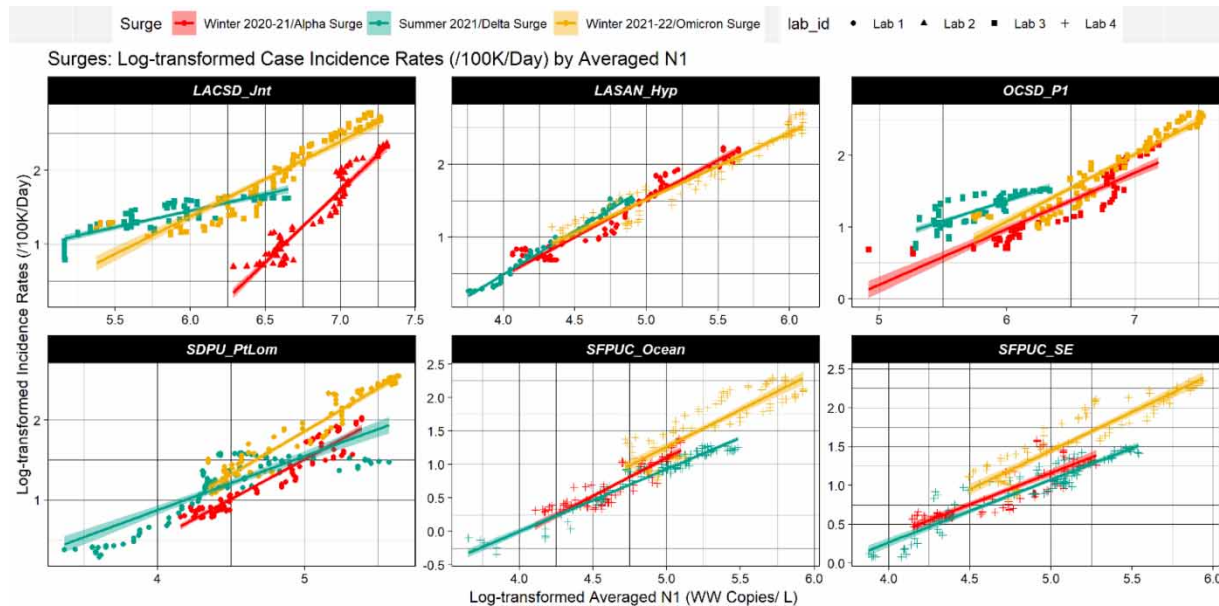 Surge Winter 2020-21/Alpha Surge Summer 2021/Delta Surge Winter 2021-22/Omicron Surge lab_id Lab 1 Lab 2 Lab 3 Lab 4
Surges: Log-transformed Case Incidence Rates (/100K/Day) by Averaged N1
LACSD_Jnt LASAN_Hyp OCSD_P1
2 2 2
1 1 1
0
5.5 6.0 6.5 7.0 7.5 4.0 4.5 5.0 5.5 6.0 5 6 7
SDPU_PtLom SFPUC_Ocean SFPUC_SE
2.5 2.5
2 2.0 2.0
1.5 1.5
1 1.0 1.0
0.5 0.5
0.0 0.0
-0.5
4 5 4.0 4.5 5.0 5.5 6.0 4.0 4.5 5.0 5.5 6.0
Log-transformed Incidence Rates (/100K/Day)
Log-transformed Averaged N1 (WW Copies/ L)